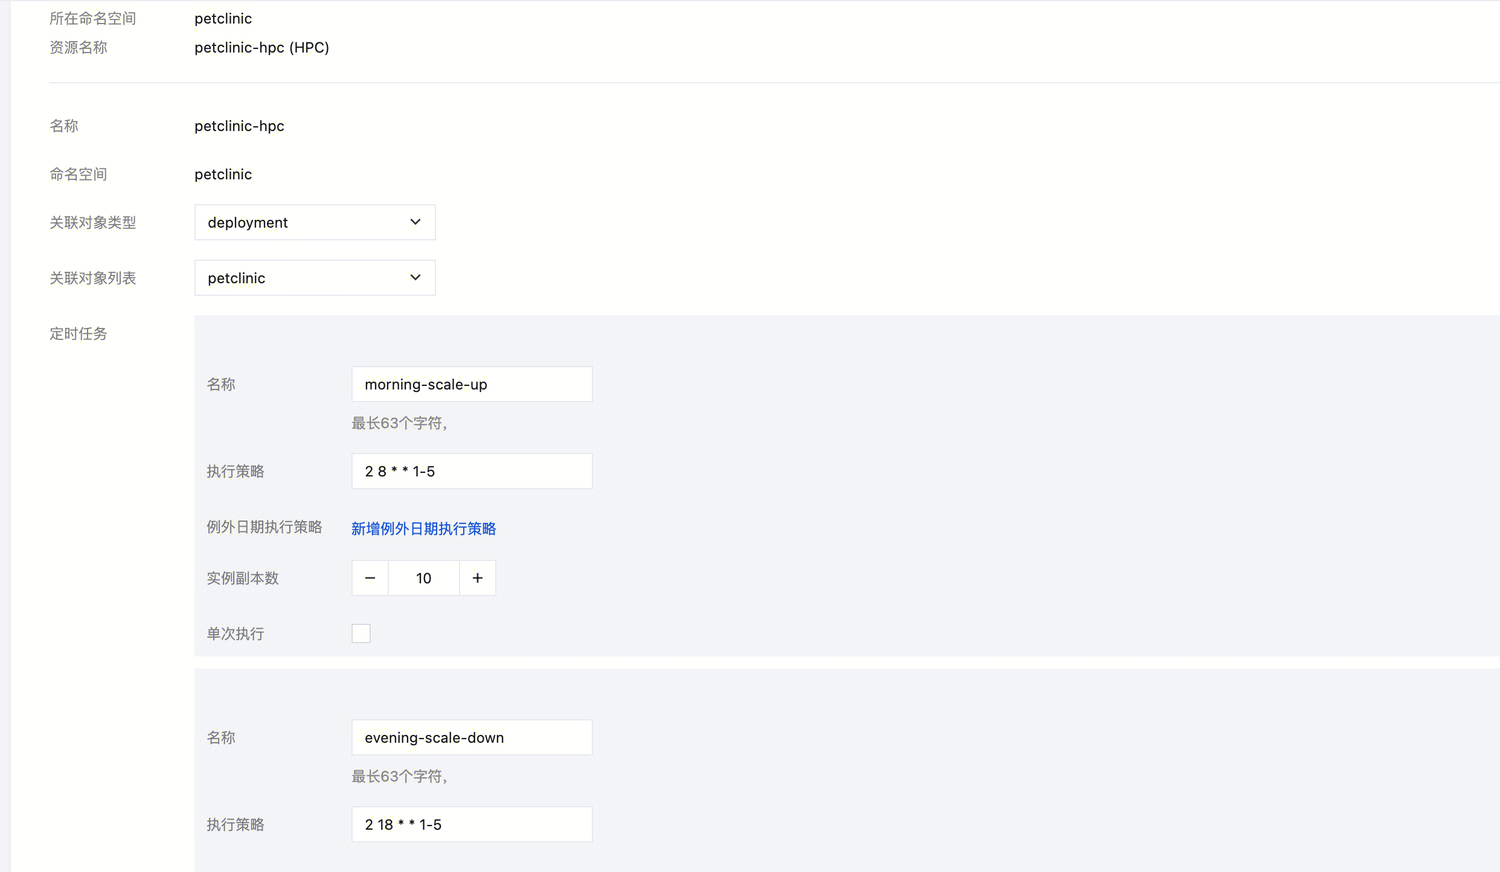 所在命名空间 petclinic
资源名称 petclinic-hpc (HPC)
名称 petclinic-hpc
命名空间 petclinic
关联对象类型 deployment
关联对象列表 petclinic
定时任务
名称 morning-scale-up
最长63个字符,
执行策略 2 8 * * 1-5
例外日期执行策略 新增例外日期执行策略
实例副本数 − 10 +
单次执行
名称 evening-scale-down
最长63个字符,
执行策略 2 18 * * 1-5